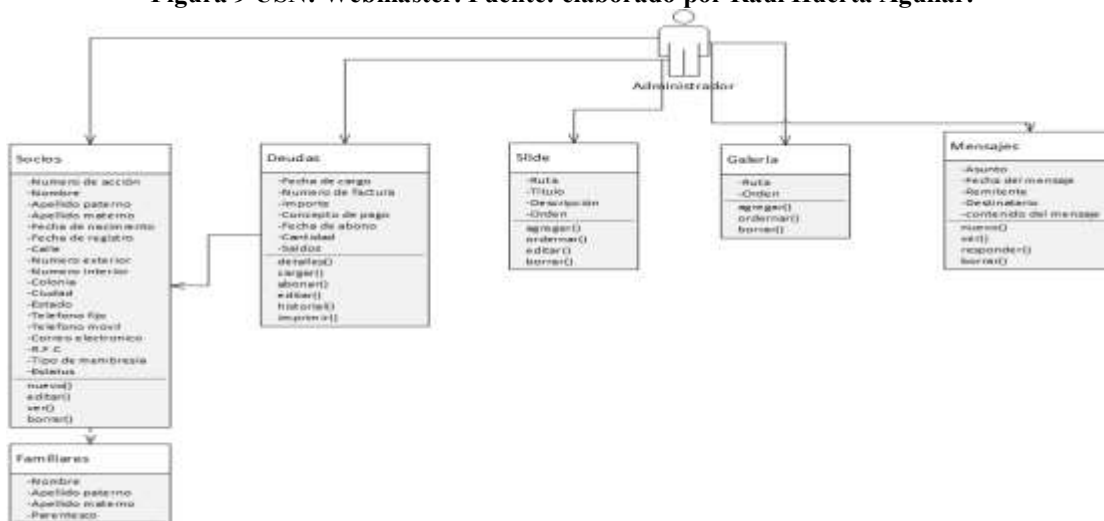 Figura 9 CSN. Webmaster. Fuente: elaborado por Raúl Huerta Aguilar.
Administrador
Socios
-Numero de acción
-Nombre
-Apellido paterno
-Apellido materno
-Fecha de nacimiento
-Fecha de registro
-Calle
-Numero exterior
-Numero interior
-Colonia
-Ciudad
-Estado
-Telefono fijo
-Telefono movil
-Correo electronico
-R.F.C
-Tipo de membresia
-Estatus
nuevo()
editar()
ver()
borrar()
Familiares
-Nombre
-Apellido paterno
-Apellido materno
-Parentesco
Deudas
-Fecha de cargo
-Numero de factura
-Importe
-Concepto de pago
-Fecha de abono
-Cantidad
-Saldos
detalles()
cargar()
abonar()
editar()
historial()
imprimir()
Slide
-Ruta
-Título
-Descripción
-Orden
agregar()
ordernar()
editar()
borrar()
Galería
-Ruta
-Orden
agregar()
ordernar()
borrar()
Mensajes
-Asunto
-Fecha del mensaje
-Remitente
-Destinatario
-contenido del mensaje
nuevo()
ver()
responder()
borrar()